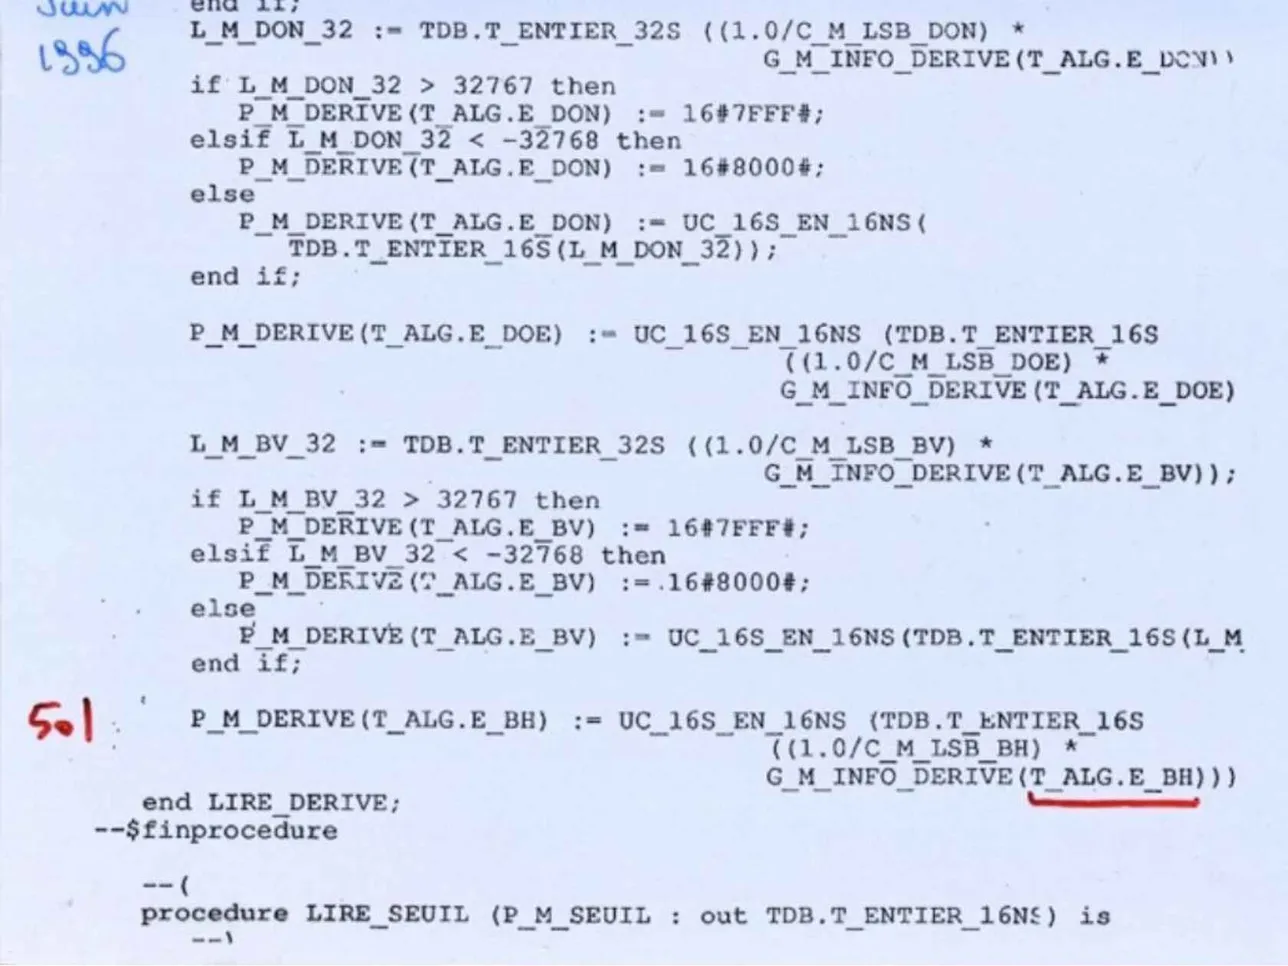 Juin
1996
end if;
L_M_DON_32 := TDB.T_ENTIER_32S ((1.0/C_M_LSB_DON) *
G_M_INFO_DERIVE(T_ALG.E_DON))
if L_M_DON_32 > 32767 then
P_M_DERIVE(T_ALG.E_DON) := 16#7FFF#;
elsif L_M_DON_32 < -32768 then
P_M_DERIVE(T_ALG.E_DON) := 16#8000#;
else
P_M_DERIVE(T_ALG.E_DON) := UC_16S_EN_16NS(
TDB.T_ENTIER_16S(L_M_DON_32));
end if;
P_M_DERIVE(T_ALG.E_DOE) := UC_16S_EN_16NS (TDB.T_ENTIER_16S
((1.0/C_M_LSB_DOE) *
G_M_INFO_DERIVE(T_ALG.E_DOE)
L_M_BV_32 := TDB.T_ENTIER_32S ((1.0/C_M_LSB_BV) *
G_M_INFO_DERIVE(T_ALG.E_BV));
if L_M_BV_32 > 32767 then
P_M_DERIVE(T_ALG.E_BV) := 16#7FFF#;
elsif L_M_BV_32 < -32768 then
P_M_DERIVE(T_ALG.E_BV) := 16#8000#;
else
P_M_DERIVE(T_ALG.E_BV) := UC_16S_EN_16NS(TDB.T_ENTIER_16S(L_M
end if;
501
P_M_DERIVE(T_ALG.E_BH) := UC_16S_EN_16NS (TDB.T_ENTIER_16S
((1.0/C_M_LSB_BH) *
G_M_INFO_DERIVE(T_ALG.E_BH)))
end LIRE_DERIVE;
--$finprocedure
--(
procedure LIRE_SEUIL (P_M_SEUIL : out TDB.T_ENTIER_16NS) is
--)